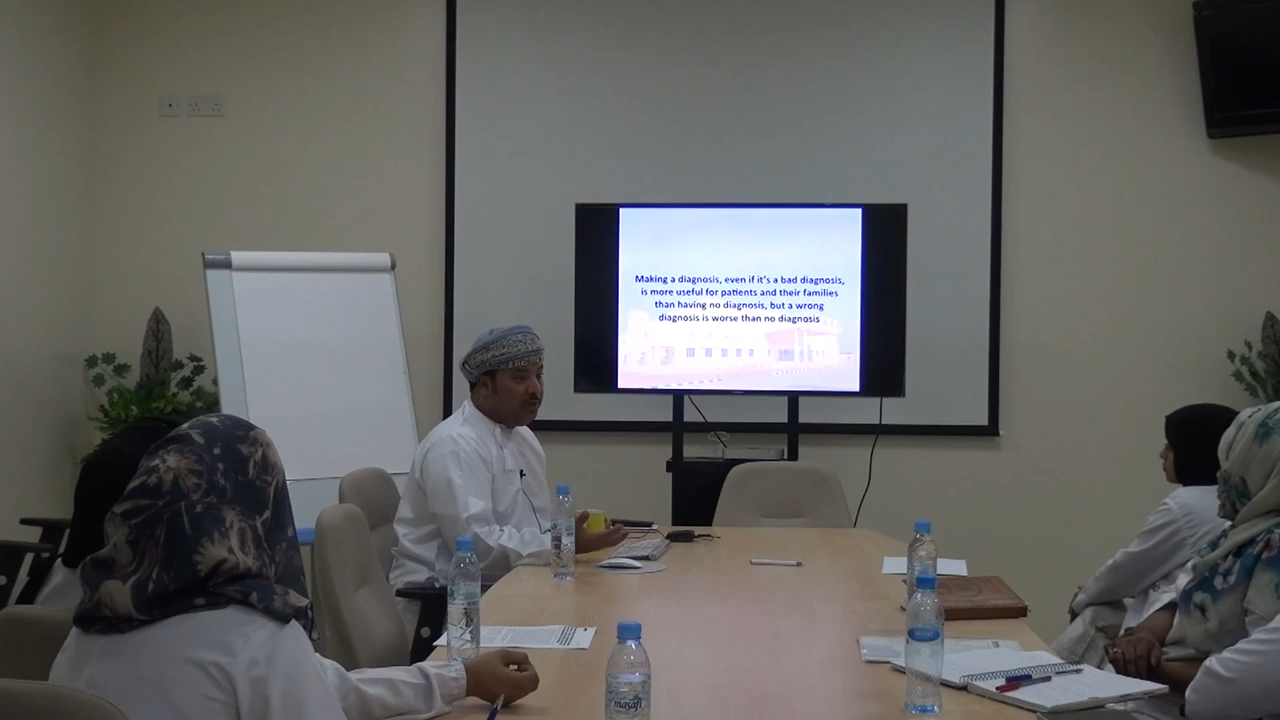 Making a diagnosis, even if it's a bad diagnosis,
is more useful for patients and their families
than having no diagnosis, but a wrong
diagnosis is worse than no diagnosis
masafi